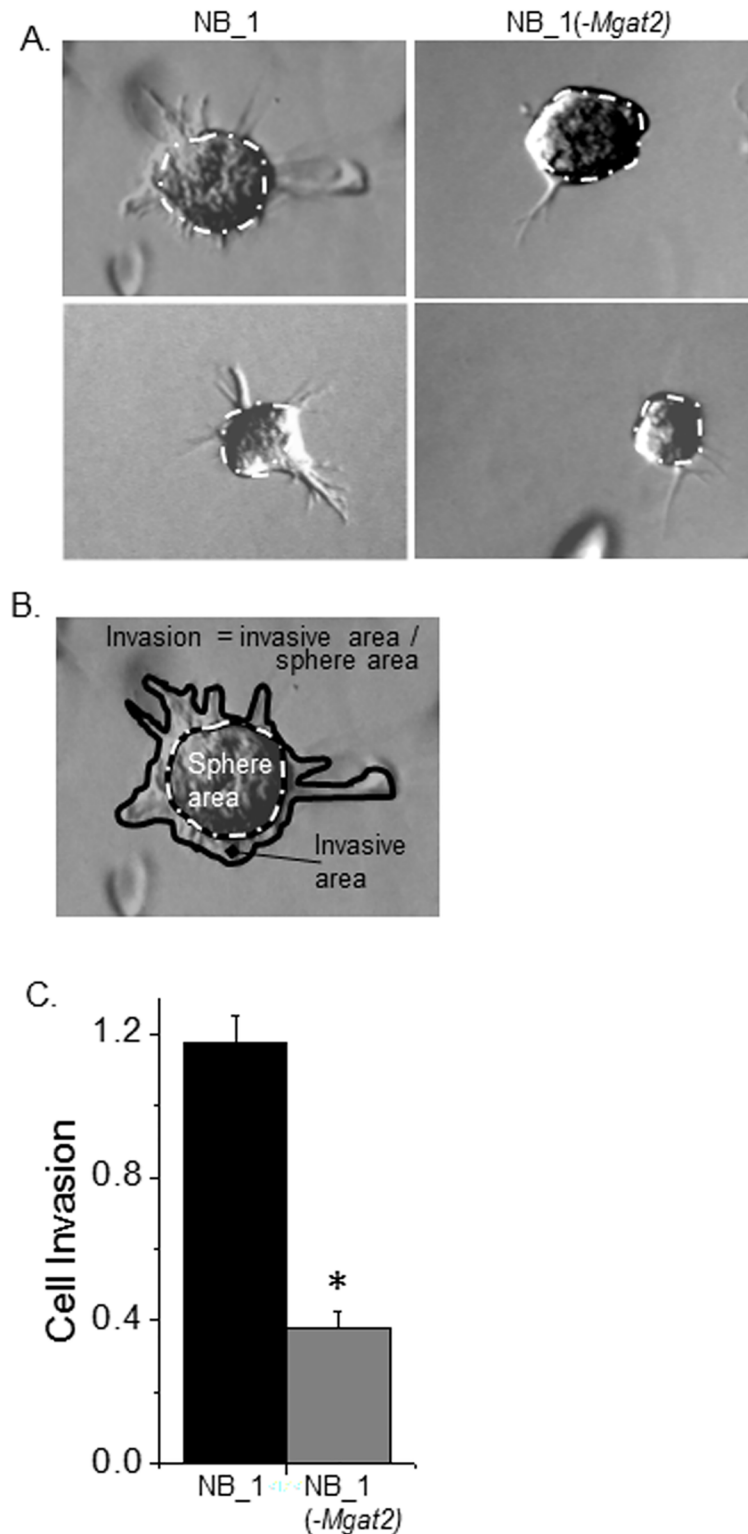 A.
NB_1
NB_1(-Mgat2)
B.
Invasion = invasive area /
sphere area
Sphere
area
Invasive
area
C.
Cell Invasion
1.2
0.8
0.4
0.0
*
NB_1
NB_1
(-Mgat2)